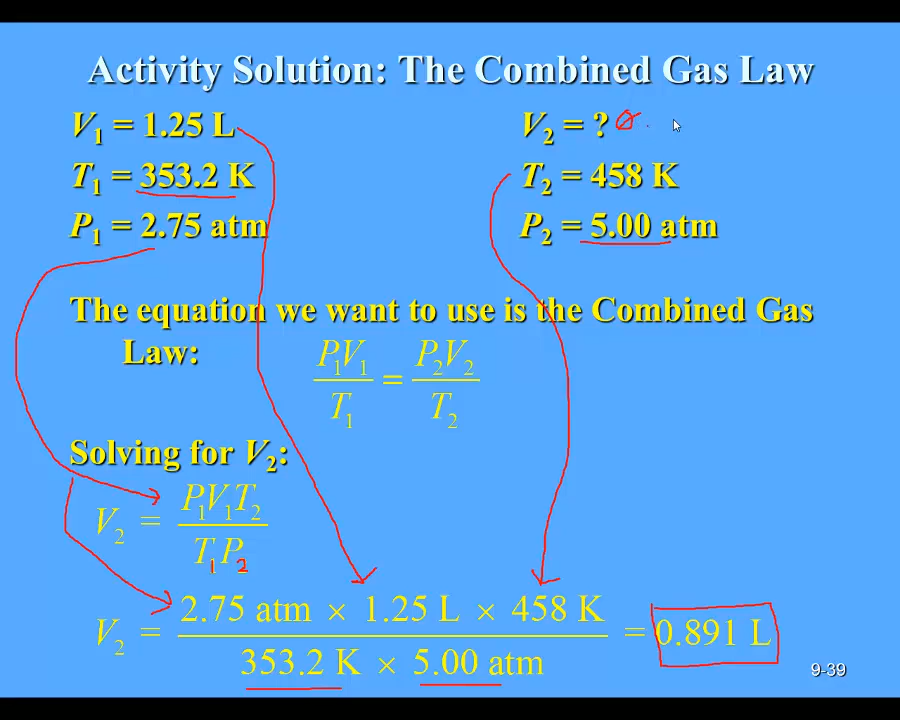 Activity Solution: The Combined Gas Law
V₁ = 1.25 L
V₂ = ?
T₁ = 353.2 K
T₂ = 458 K
P₁ = 2.75 atm
P₂ = 5.00 atm
The equation we want to use is the Combined Gas
Law:
P₁V₁ / T₁ = P₂V₂ / T₂
Solving for V₂:
V₂ = P₁V₁T₂ / T₁P₂
V₂ = 2.75 atm × 1.25 L × 458 K / 353.2 K × 5.00 atm = 0.891 L
9-39